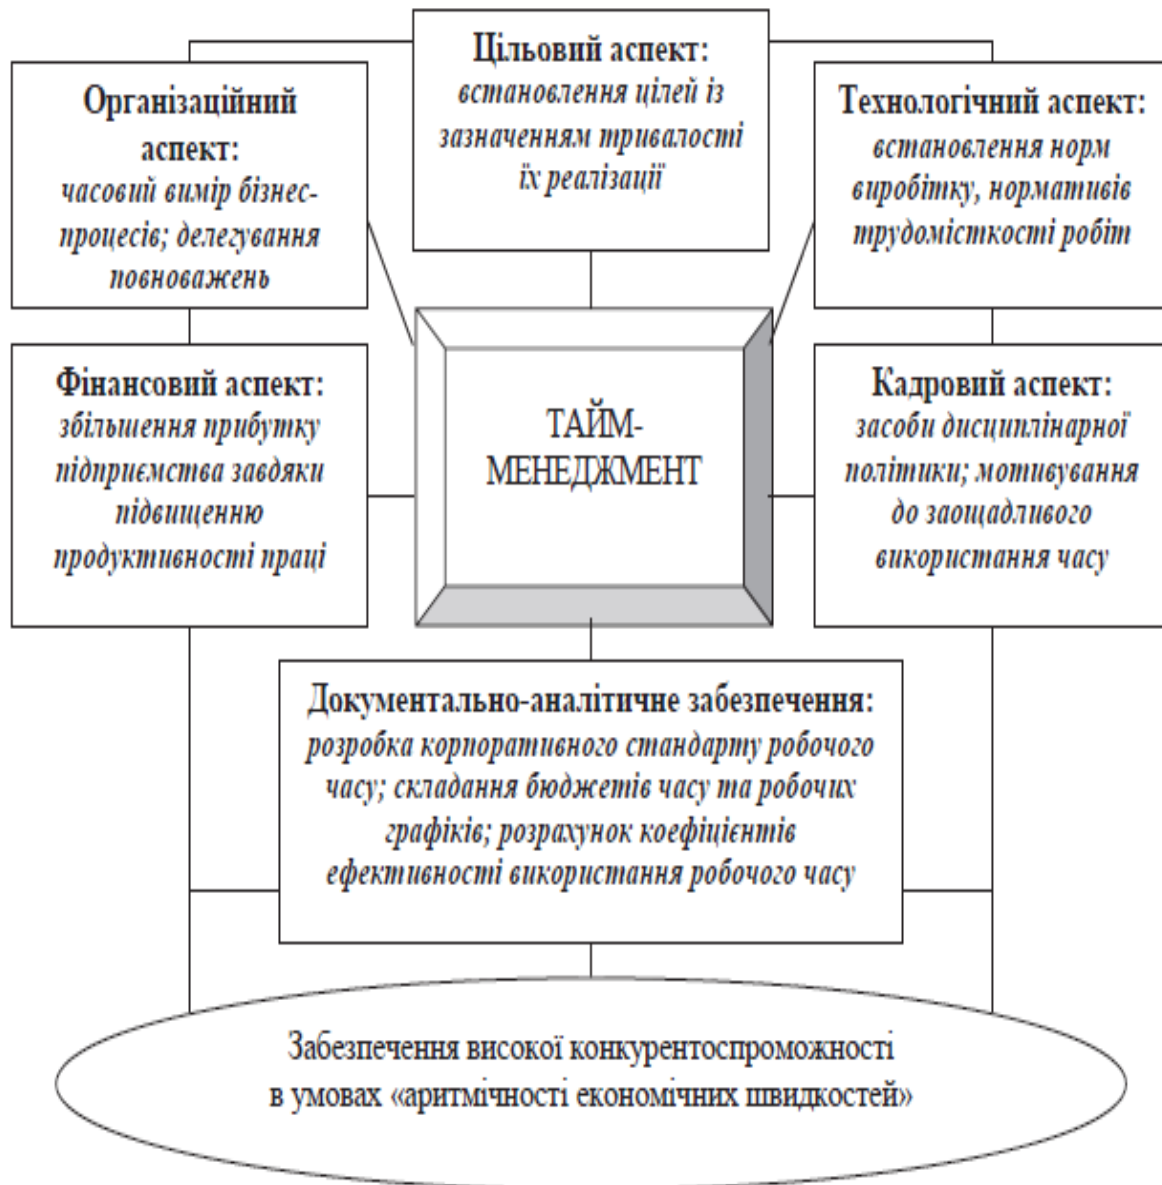 Цільовий аспект:
встановлення цілей із
зазначенням тривалості
їх реалізації
Організаційний
аспект:
часовий вимір бізнес-
процесів; делегування
повноважень
Технологічний аспект:
встановлення норм
виробітку, нормативів
трудомісткості робіт
Фінансовий аспект:
збільшення прибутку
підприємства завдяки
підвищенню
продуктивності праці
ТАЙМ-
МЕНЕДЖМЕНТ
Кадровий аспект:
засоби дисциплінарної
політики; мотивування
до заощадливого
використання часу
Документально-аналітичне забезпечення:
розробка корпоративного стандарту робочого
часу; складання бюджетів часу та робочих
графіків; розрахунок коефіцієнтів
ефективності використання робочого часу
Забезпечення високої конкурентоспроможності
в умовах «аритмічності економічних швидкостей»